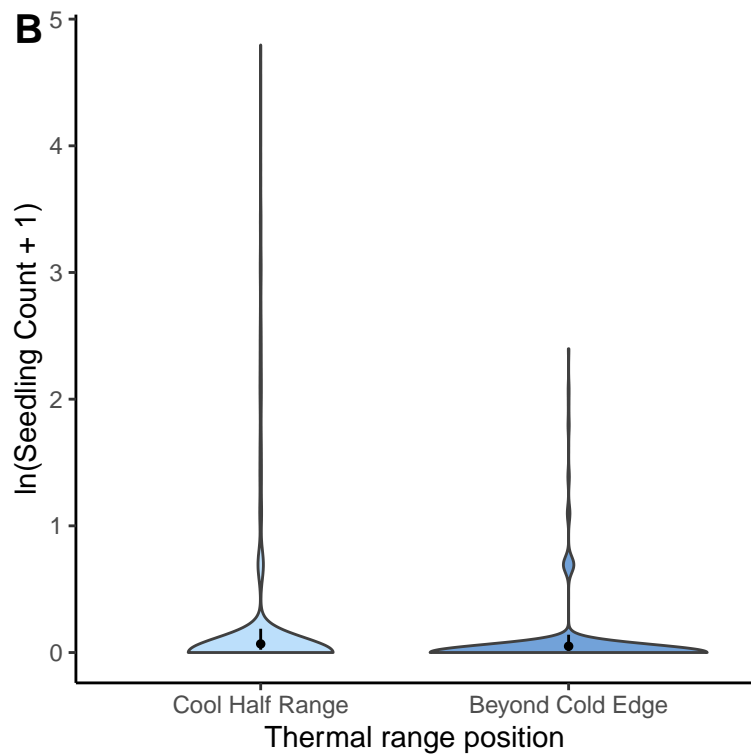 B
5
4
3
2
1
0
ln(Seedling Count + 1)
Cool Half Range
Beyond Cold Edge
Thermal range position